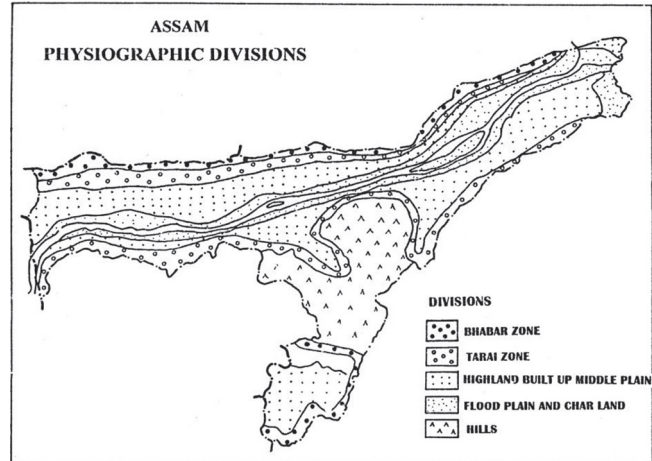 ASSAM
PHYSIOGRAPHIC DIVISIONS
DIVISIONS
BHABAR ZONE
TARAI ZONE
HIGHLAND BUILT UP MIDDLE PLAIN
FLOOD PLAIN AND CHAR LAND
HILLS